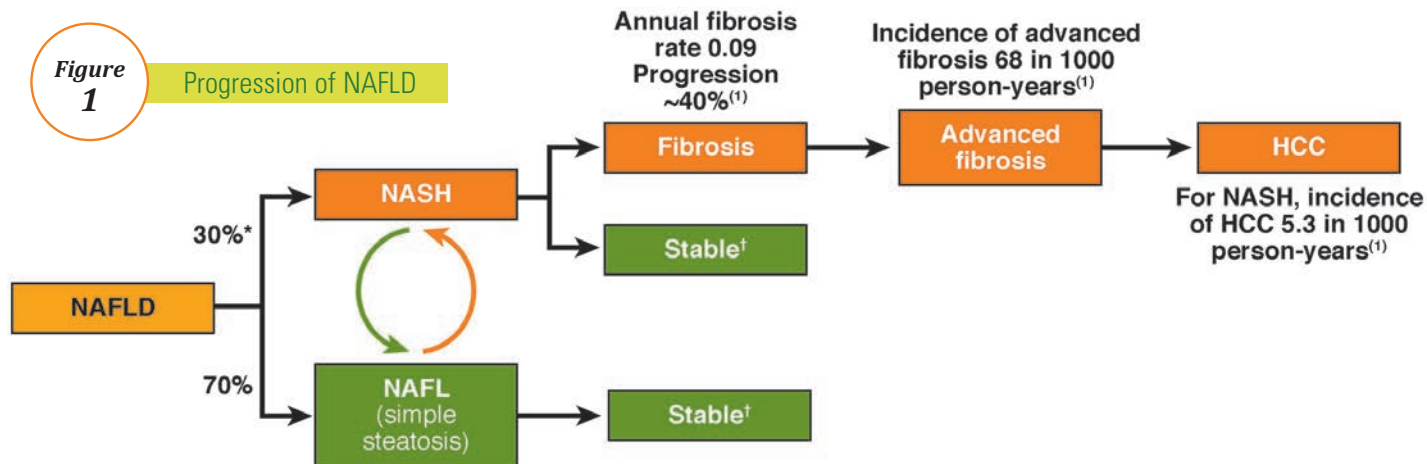 Figure
1
Progression of NAFLD
Annual fibrosis
rate 0.09
Progression
~40%(1)
Incidence of advanced
fibrosis 68 in 1000
person-years(1)
Fibrosis
Advanced
fibrosis
HCC
NASH
For NASH, incidence
of HCC 5.3 in 1000
person-years(1)
30%*
Stable†
NAFLD
70%
NAFL
(simple
steatosis)
Stable†